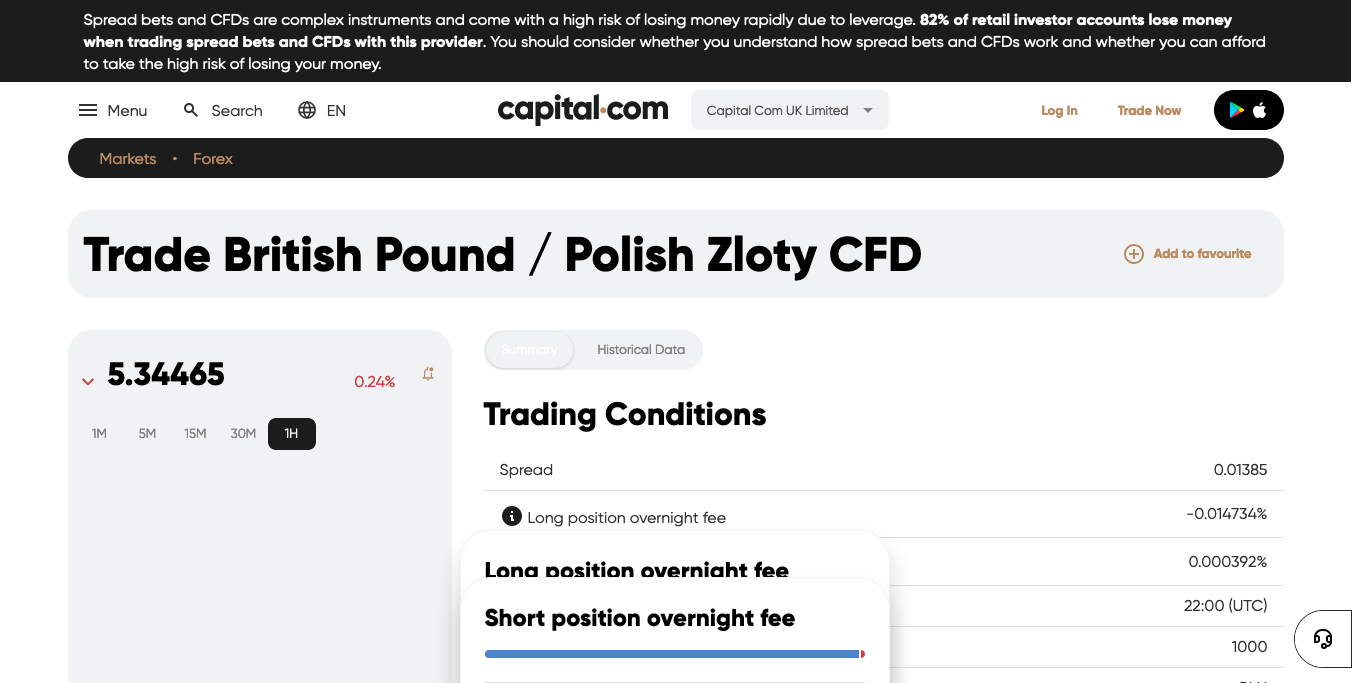 Spread bets and CFDs are complex instruments and come with a high risk of losing money rapidly due to leverage. 82% of retail investor accounts lose money
when trading spread bets and CFDs with this provider. You should consider whether you understand how spread bets and CFDs work and whether you can afford
to take the high risk of losing your money.
Menu Search EN capital.com Capital Com UK Limited Log In Trade Now
Markets • Forex
Trade British Pound / Polish Zloty CFD Add to favourite
5.34465 0.24%
1M 5M 15M 30M 1H
Summary Historical Data
Trading Conditions
Spread 0.01385
Long position overnight fee -0.014734%
0.000392%
Long position overnight fee
22:00 (UTC)
Short position overnight fee
1000